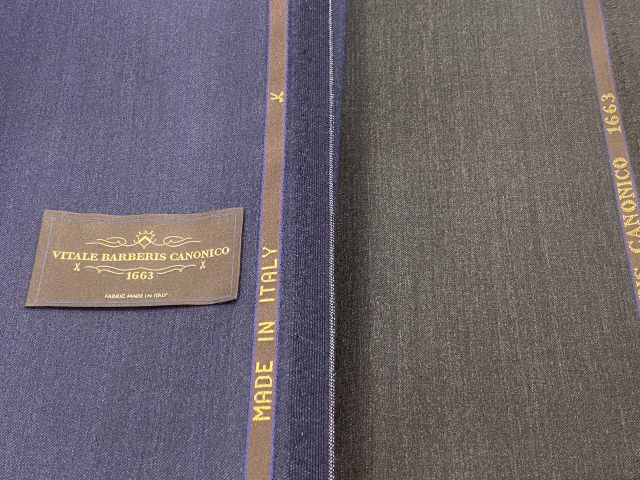 VITALE BARBERIS CANONICO
1663
FABRIC MADE IN ITALY
MADE IN ITALY
CANONICO 1663